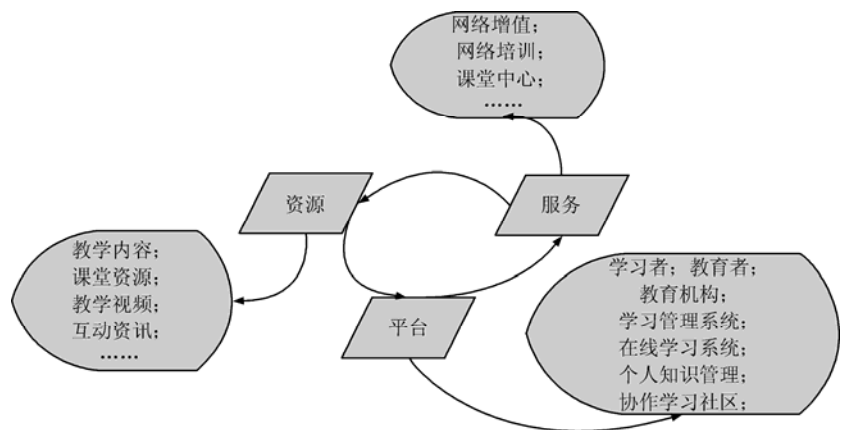 网络增值；
网络培训；
课堂中心；
……
资源
服务
教学内容；
课堂资源；
教学视频；
互动资讯；
……
平台
学习者；教育者；
教育机构；
学习管理系统；
在线学习系统；
个人知识管理；
协作学习社区；